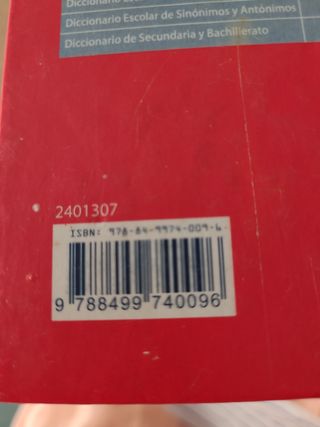 Diccionario
Diccionario Escolar de Sinónimos y Antónimos
Diccionario de Secundaria y Bachillerato
2401307
ISBN: 978-84-9974-009-6
9 788499 740096